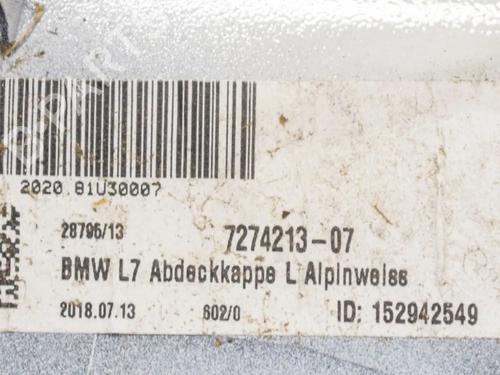 2020.81U30007
28796/13
7274213-07
BMW L7 Abdeckkappe L Alpinweiss
2018.07.13
602/0
ID: 152942549